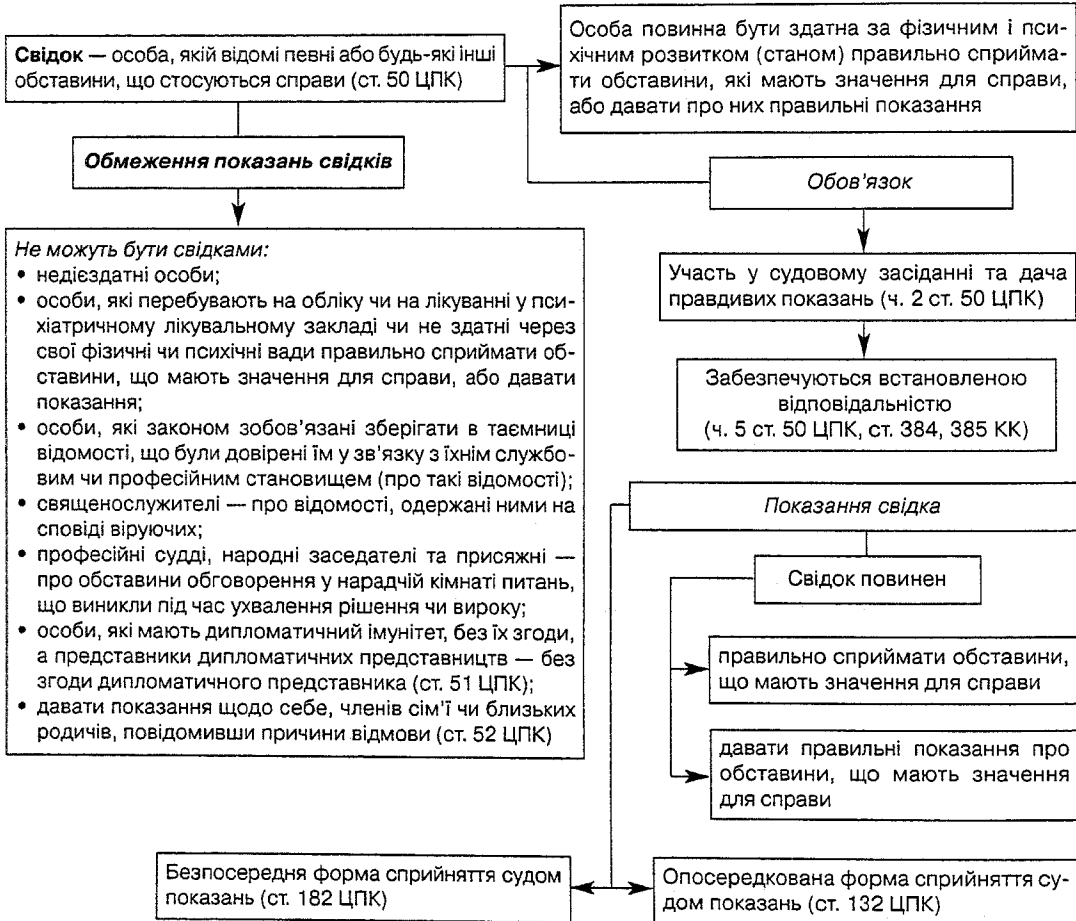 Свідок — особа, якій відомі певні або будь-які інші
обставини, що стосуються справи (ст. 50 ЦПК)
Особа повинна бути здатна за фізичним і пси-
хічним розвитком (станом) правильно сприйма-
ти обставини, які мають значення для справи,
або давати про них правильні показання
Обмеження показань свідків
Обов'язок
Не можуть бути свідками:
• недієздатні особи;
• особи, які перебувають на обліку чи на лікуванні у пси-
хіатричному лікувальному закладі чи не здатні через
свої фізичні чи психічні вади правильно сприймати об-
ставини, що мають значення для справи, або давати
показання;
• особи, які законом зобов'язані зберігати в таємниці
відомості, що були довірені їм у зв'язку з їхнім службо-
вим чи професійним становищем (про такі відомості);
• священослужителі — про відомості, одержані ними на
сповіді віруючих;
• професійні судді, народні заседателі та присяжні —
про обставини обговорення у нарадчій кімнаті питань,
що виникли під час ухвалення рішення чи вироку;
• особи, які мають дипломатичний імунітет, без їх згоди,
а представники дипломатичних представництв — без
згоди дипломатичного представника (ст. 51 ЦПК);
• давати показання щодо себе, членів сім'ї чи близьких
родичів, повідомивши причини відмови (ст. 52 ЦПК)
Участь у судовому засіданні та дача
правдивих показань (ч. 2 ст. 50 ЦПК)
Забезпечуються встановленою
відповідальністю
(ч. 5 ст. 50 ЦПК, ст. 384, 385 КК)
Показання свідка
Свідок повинен
правильно сприймати обставини,
що мають значення для справи
давати правильні показання про
обставини, що мають значення
для справи
Безпосередня форма сприйняття судом
показань (ст. 182 ЦПК)
Опосередкована форма сприйняття су-
дом показань (ст. 132 ЦПК)